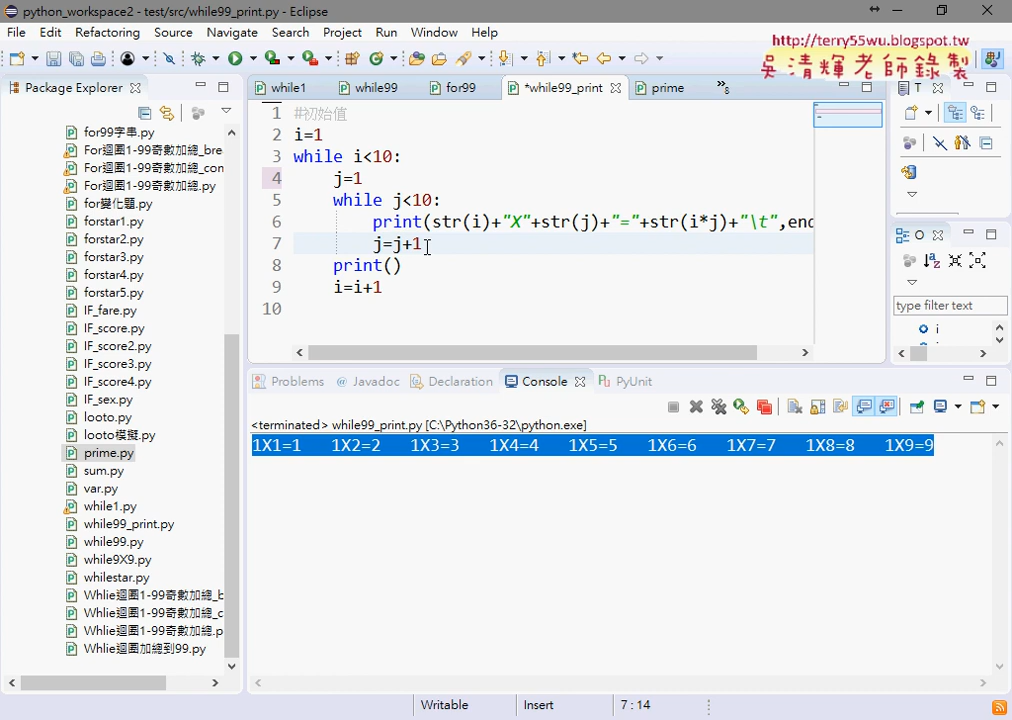 python_workspace2 - test/src/while99_print.py - Eclipse
File Edit Refactoring Source Navigate Search Project Run Window Help
http://terry55wu.blogspot.tw
吳清輝老師錄製
Package Explorer
while1 while99 for99 *while99_print prime »8 T
for99字串.py
For迴圈1-99奇數加總_bre
For迴圈1-99奇數加總_con
For迴圈1-99奇數加總.py
for變化題.py
forstar1.py
forstar2.py
forstar3.py
forstar4.py
forstar5.py
IF_fare.py
IF_score.py
IF_score2.py
IF_score3.py
IF_score4.py
IF_sex.py
looto.py
looto模擬.py
prime.py
sum.py
var.py
while1.py
while99_print.py
while99.py
while9X9.py
whilestar.py
Whlie迴圈1-99奇數加總_b
Whlie迴圈1-99奇數加總_c
Whlie迴圈1-99奇數加總.p
Whlie迴圈加總到99.py
1 #初始值
2 i=1
3 while i<10:
4 j=1
5 while j<10:
6 print(str(i)+"X"+str(j)+"="+str(i*j)+"\t",end
7 j=j+1
8 print()
9 i=i+1
10
O
type filter text
i
Problems Javadoc Declaration Console PyUnit
<terminated> while99_print.py [C:\Python36-32\python.exe]
1X1=1 1X2=2 1X3=3 1X4=4 1X5=5 1X6=6 1X7=7 1X8=8 1X9=9
Writable Insert 7 : 14